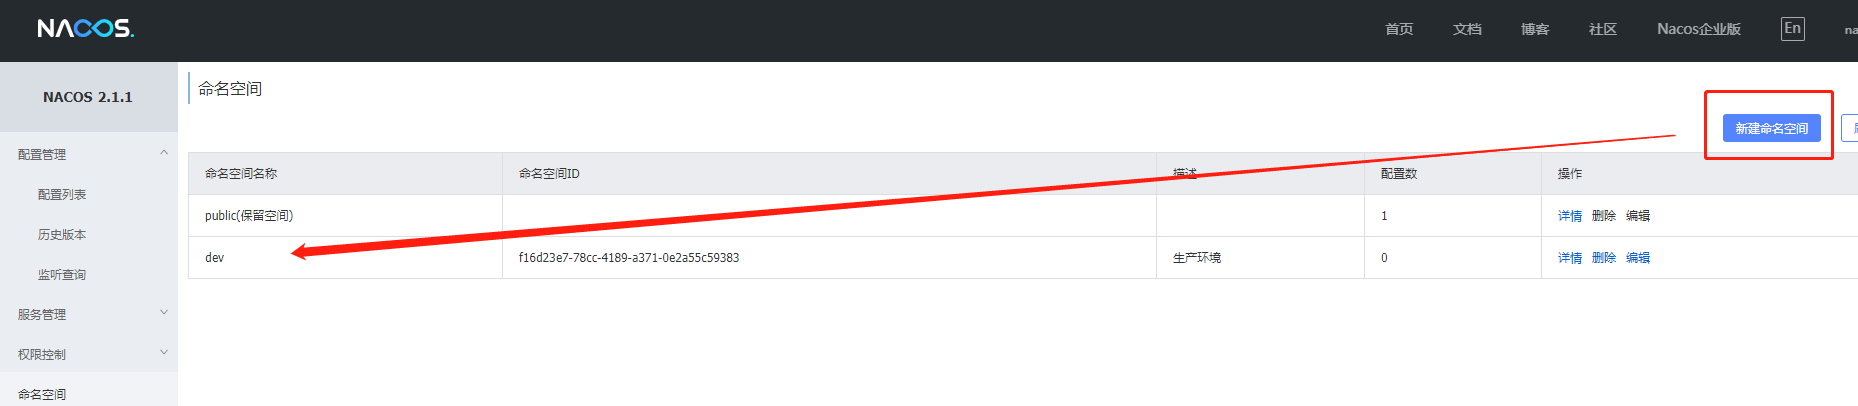 NACOS.
首页 文档 博客 社区 Nacos企业版 En na
NACOS 2.1.1
配置管理
配置列表
历史版本
监听查询
服务管理
权限控制
命名空间
命名空间
新建命名空间
命名空间名称 命名空间ID 描述 配置数 操作
public(保留空间) 1 详情 删除 编辑
dev f16d23e7-78cc-4189-a371-0e2a55c59383 生产环境 0 详情 删除 编辑